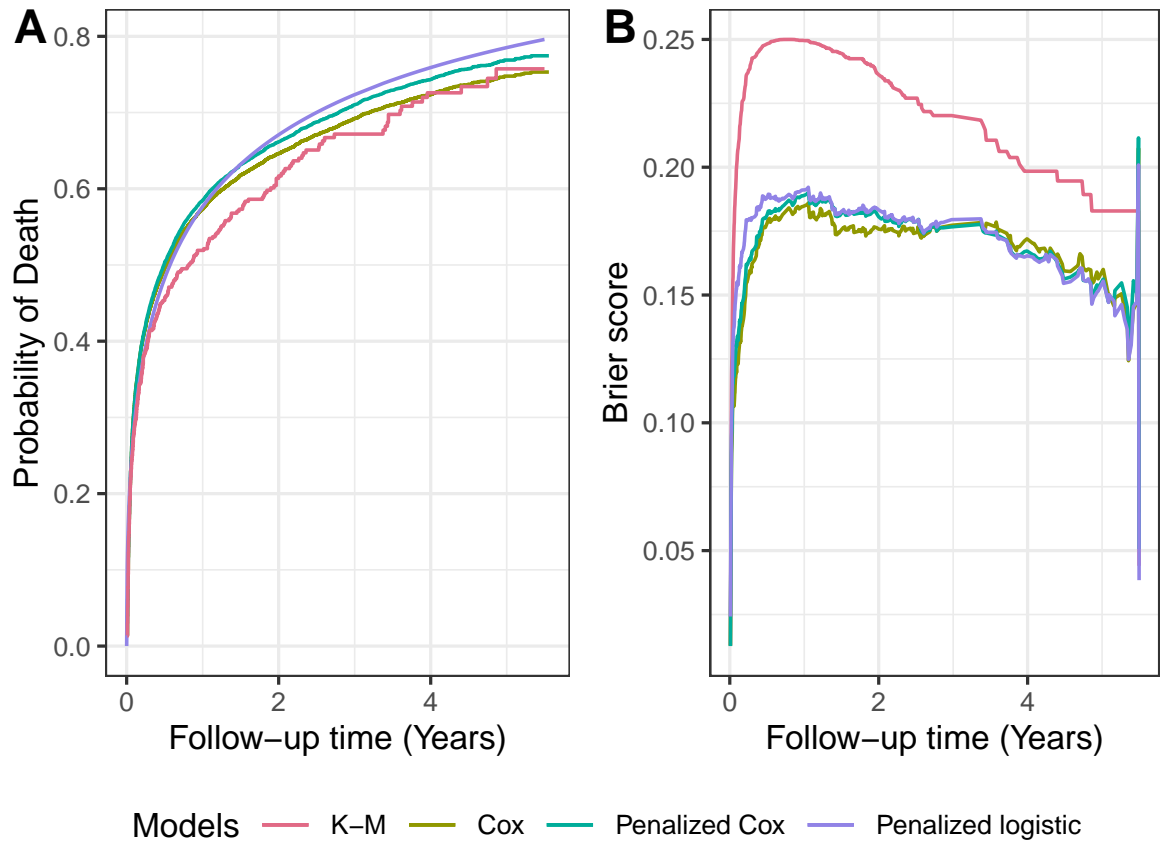 A
B
Probability of Death
0.8
0.6
0.4
0.2
0.0
0
2
4
Follow−up time (Years)
Brier score
0.25
0.20
0.15
0.10
0.05
0
2
4
Follow−up time (Years)
Models K−M Cox Penalized Cox Penalized logistic